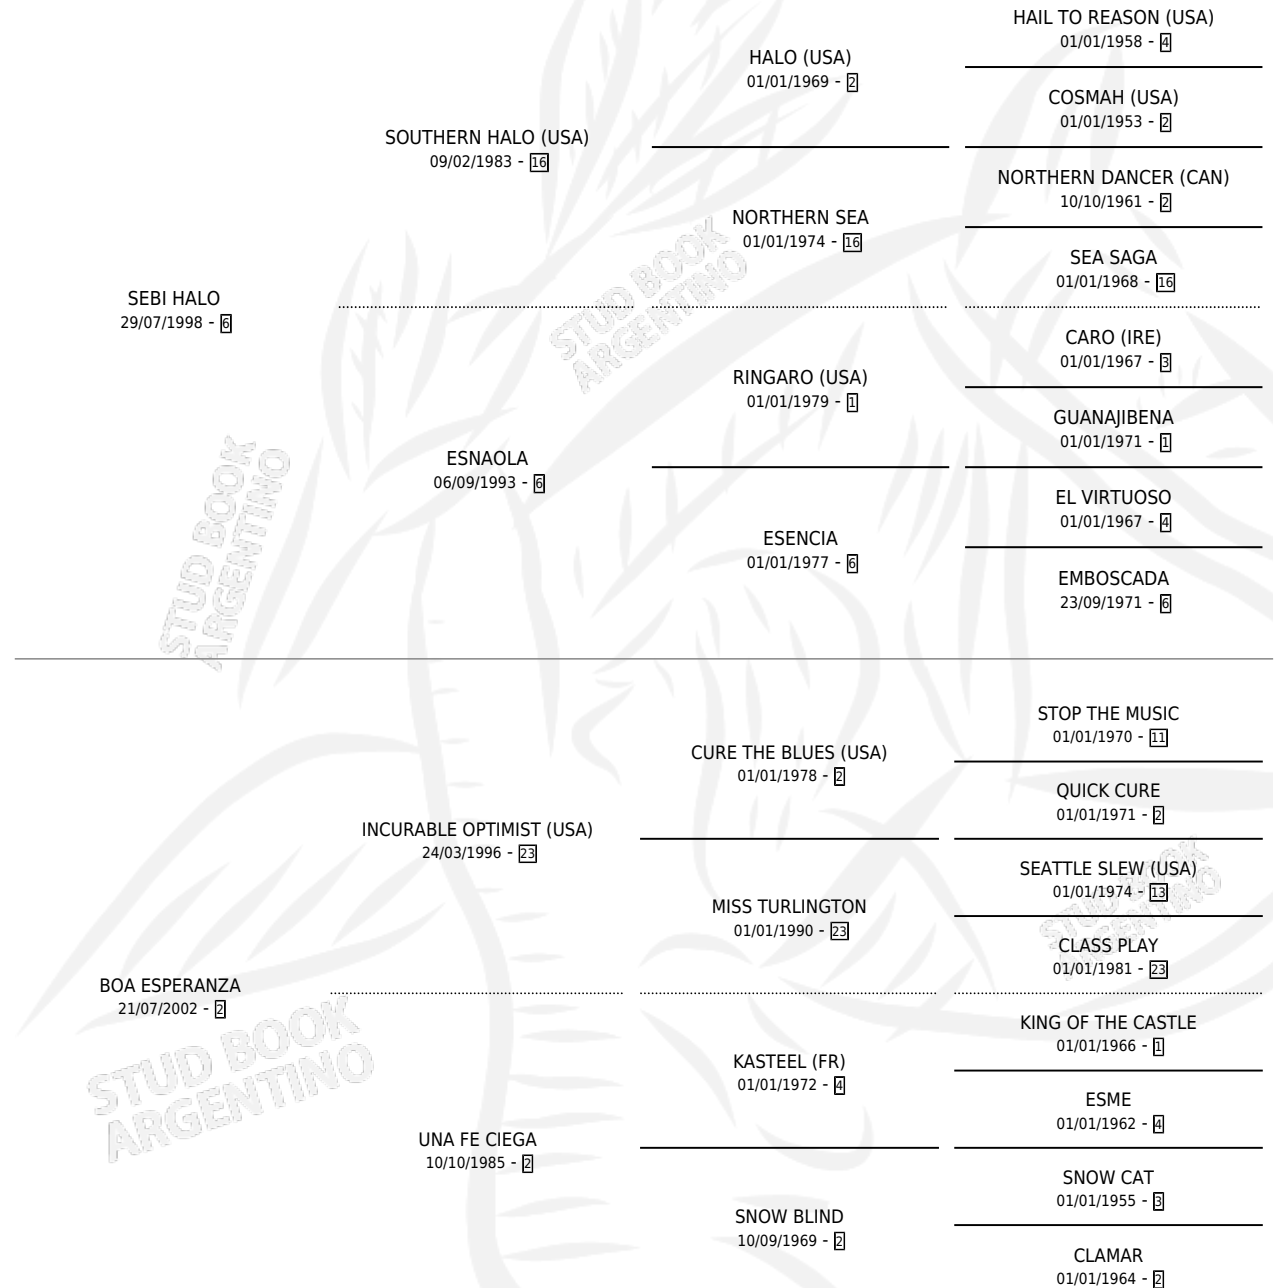 HAIL TO REASON (USA)
01/01/1958 - 4
HALO (USA)
01/01/1969 - 2
COSMAH (USA)
01/01/1953 - 2
SOUTHERN HALO (USA)
09/02/1983 - 16
NORTHERN DANCER (CAN)
10/10/1961 - 2
NORTHERN SEA
01/01/1974 - 16
SEA SAGA
01/01/1968 - 16
SEBI HALO
29/07/1998 - 6
CARO (IRE)
01/01/1967 - 3
RINGARO (USA)
01/01/1979 - 1
GUANAJIBENA
01/01/1971 - 1
ESNAOLA
06/09/1993 - 6
EL VIRTUOSO
01/01/1967 - 4
ESENCIA
01/01/1977 - 6
EMBOSCADA
23/09/1971 - 6
STUD BOOK
ARGENTINO
STUD BOOK
ARGENTINO
STOP THE MUSIC
01/01/1970 - 11
CURE THE BLUES (USA)
01/01/1978 - 2
QUICK CURE
01/01/1971 - 2
INCURABLE OPTIMIST (USA)
24/03/1996 - 23
SEATTLE SLEW (USA)
01/01/1974 - 13
MISS TURLINGTON
01/01/1990 - 23
CLASS PLAY
01/01/1981 - 23
BOA ESPERANZA
21/07/2002 - 2
KING OF THE CASTLE
01/01/1966 - 1
KASTEEL (FR)
01/01/1972 - 4
ESME
01/01/1962 - 4
UNA FE CIEGA
10/10/1985 - 2
SNOW CAT
01/01/1955 - 3
SNOW BLIND
10/09/1969 - 2
CLAMAR
01/01/1964 - 2
STUD BOOK
ARGENTINO
STUD BOOK
ARGENTINO